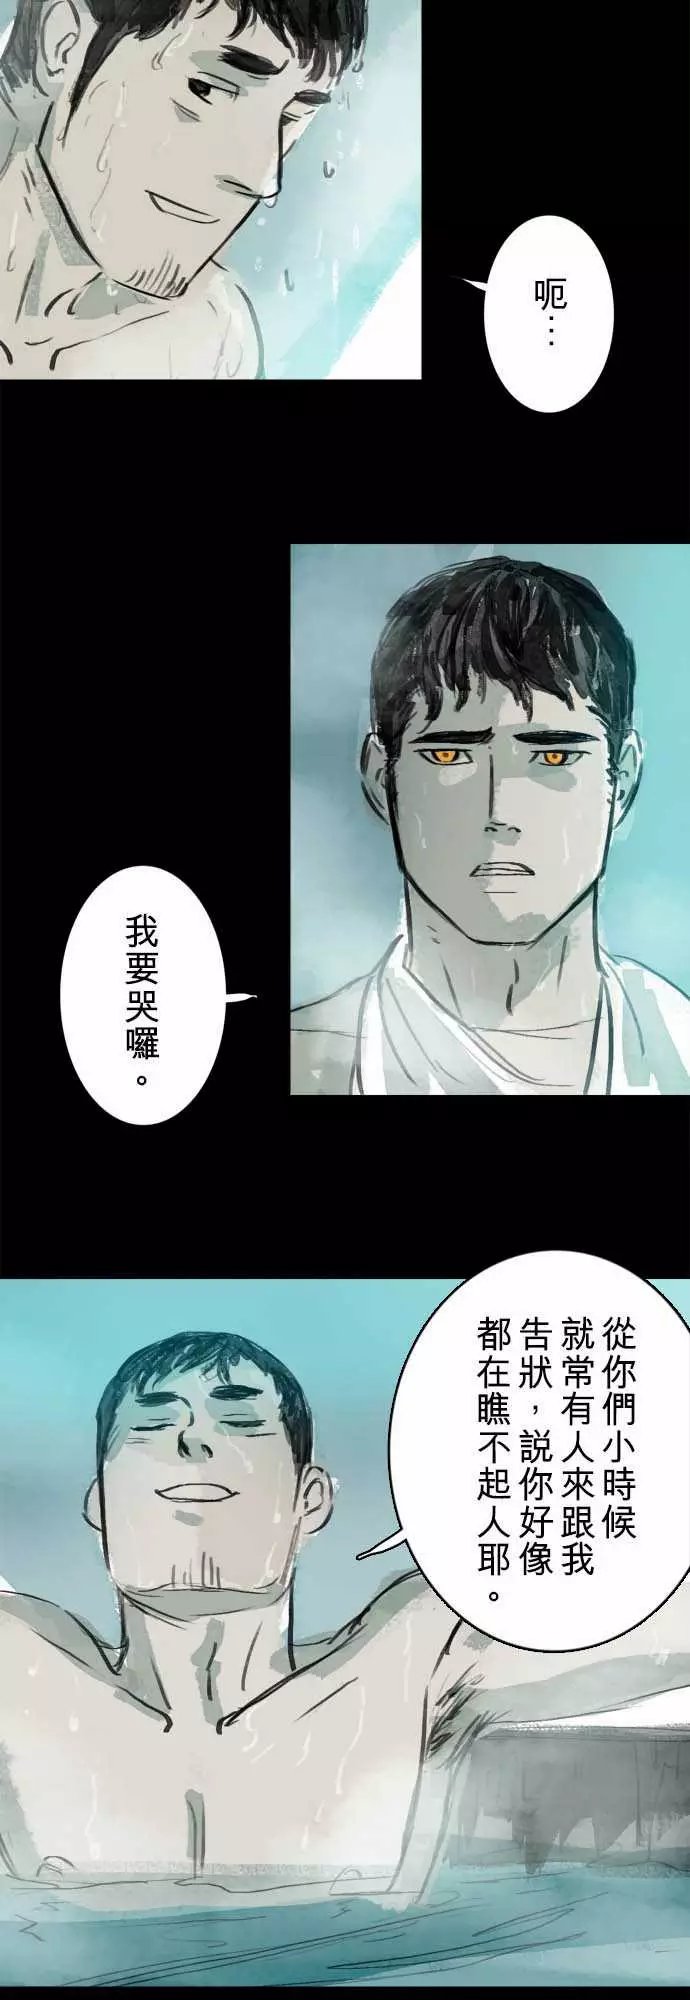 呃…
我要哭囉。
從你們小時候
就常有人來跟我
告狀，說你好像
都在瞧不起人耶。